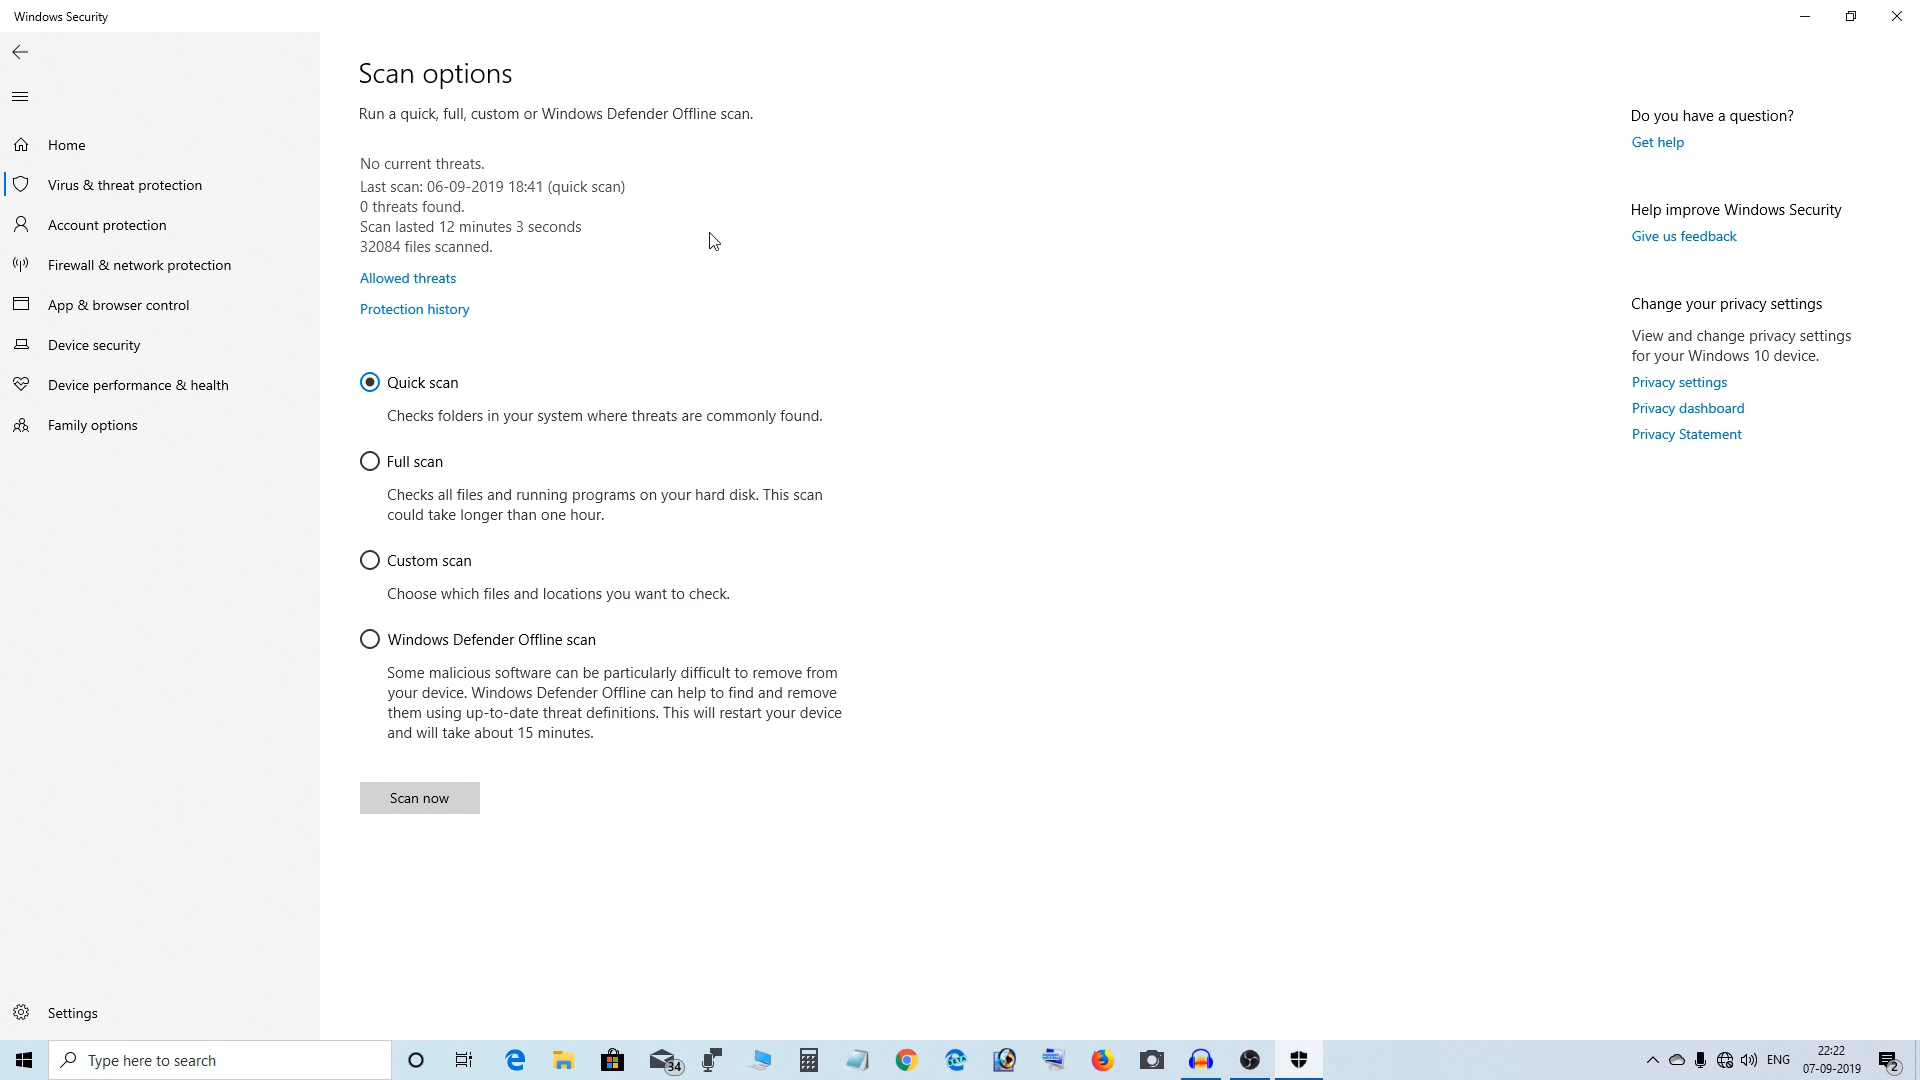 Windows Security
Home
Virus & threat protection
Account protection
Firewall & network protection
App & browser control
Device security
Device performance & health
Family options
Settings
Scan options
Run a quick, full, custom or Windows Defender Offline scan.
No current threats.
Last scan: 06-09-2019 18:41 (quick scan)
0 threats found.
Scan lasted 12 minutes 3 seconds
32084 files scanned.
Allowed threats
Protection history
Quick scan
Checks folders in your system where threats are commonly found.
Full scan
Checks all files and running programs on your hard disk. This scan
could take longer than one hour.
Custom scan
Choose which files and locations you want to check.
Windows Defender Offline scan
Some malicious software can be particularly difficult to remove from
your device. Windows Defender Offline can help to find and remove
them using up-to-date threat definitions. This will restart your device
and will take about 15 minutes.
Scan now
Do you have a question?
Get help
Help improve Windows Security
Give us feedback
Change your privacy settings
View and change privacy settings
for your Windows 10 device.
Privacy settings
Privacy dashboard
Privacy Statement
Type here to search
34
ENG
22:22
07-09-2019
2